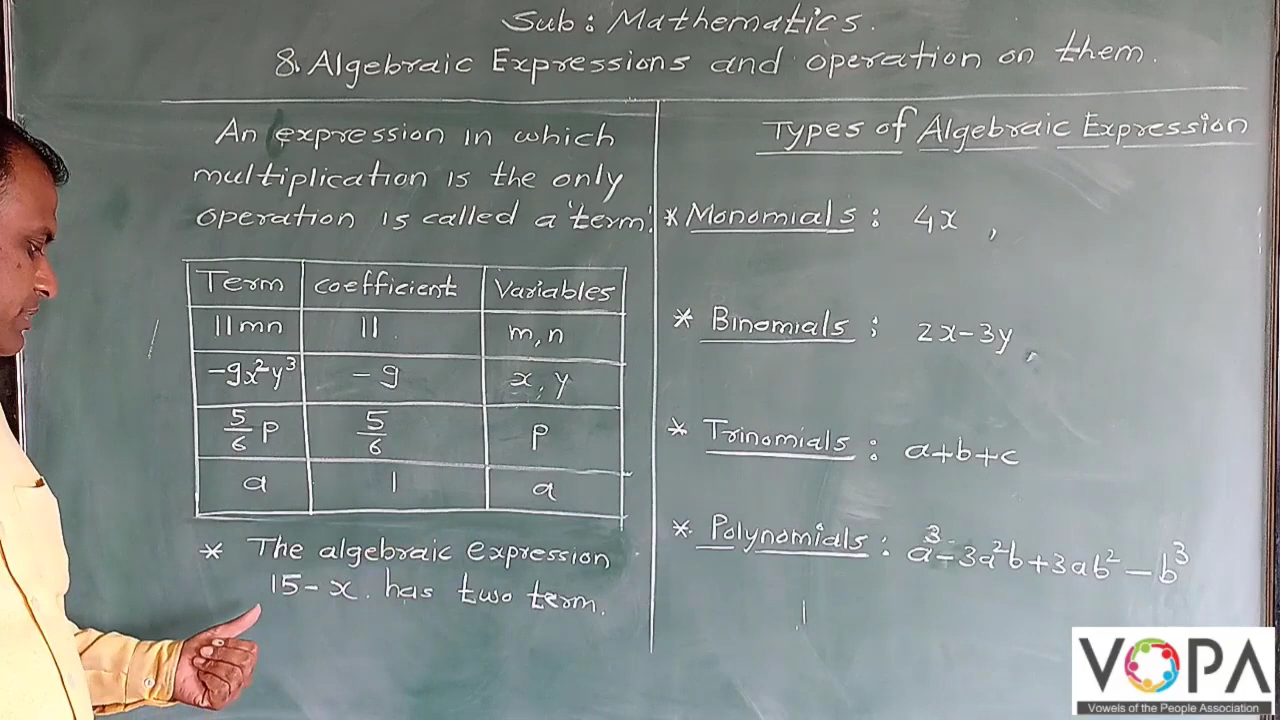 Sub : Mathematics.
8. Algebraic Expressions and operation on them.
An expression in which
multiplication is the only
operation is called a 'term'.
Term coefficient Variables
11mn 11 m, n
-9x²y³ -9 x, y
5/6 P 5/6 P
a 1 a
* The algebraic expression
15-x. has two term.
Types of Algebraic Expression
* Monomials : 4x ,
* Binomials : 2x-3y ,
* Trinomials : a+b+c
* Polynomials : a³-3a²b+3ab²-b³
VOPA
Vowels of the People Association